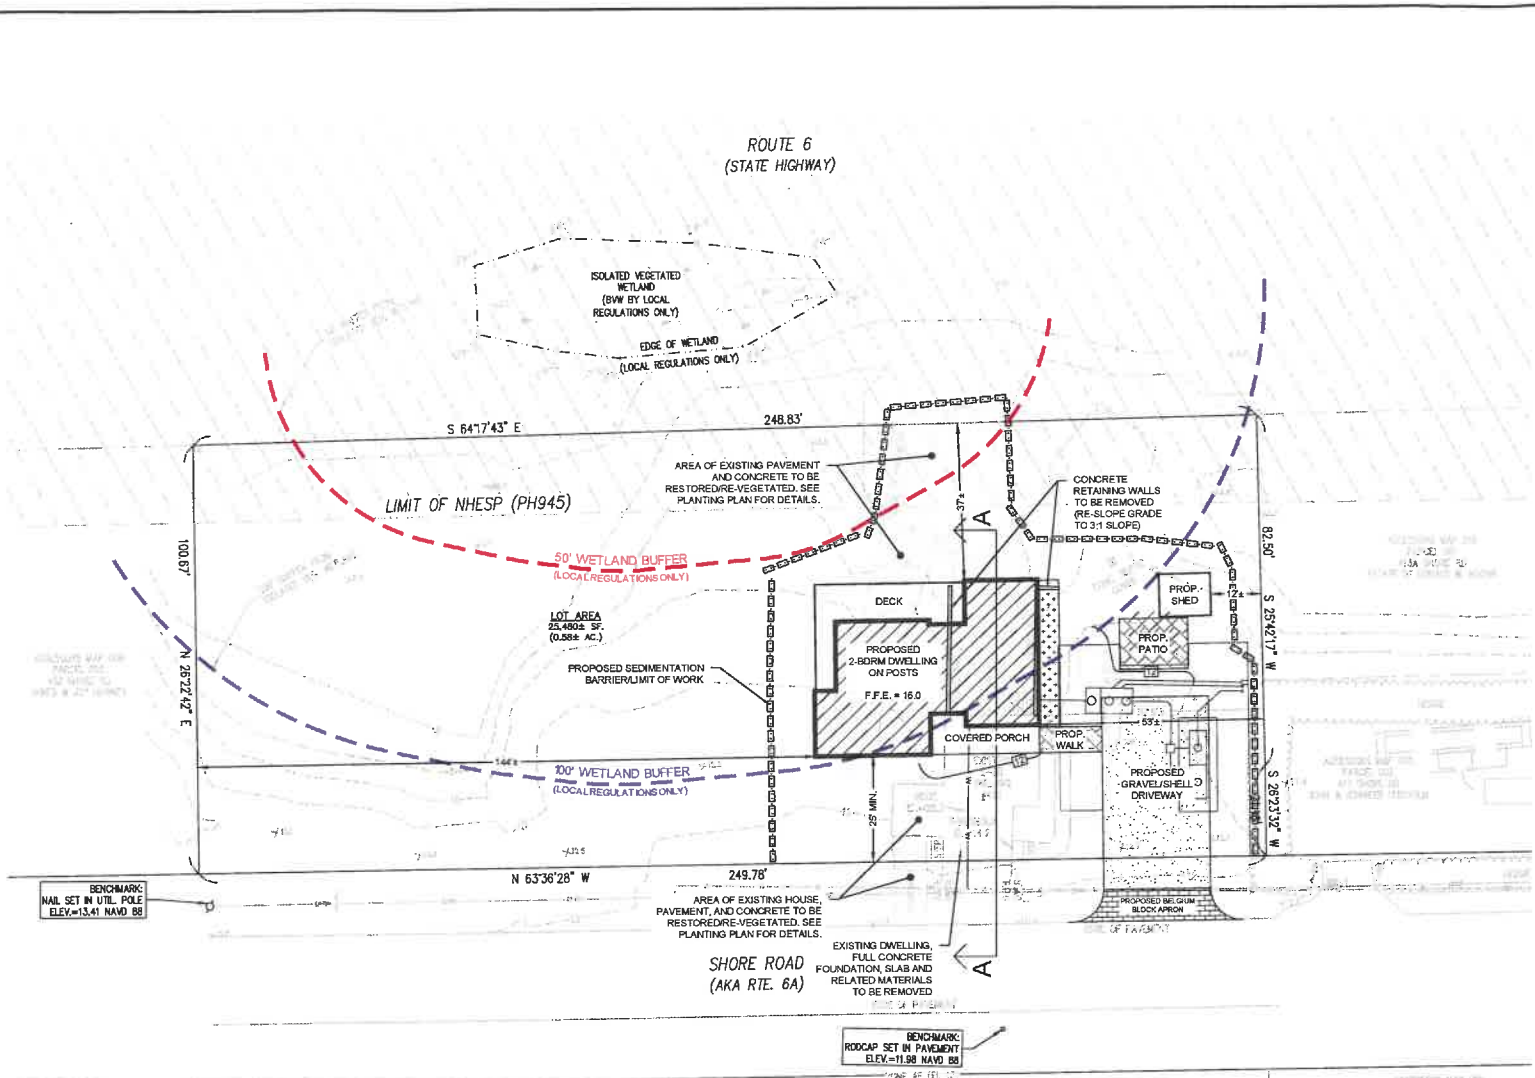 ROUTE 6
(STATE HIGHWAY)
ISOLATED VEGETATED
WETLAND
(BVW BY LOCAL
REGULATIONS ONLY)
EDGE OF WETLAND
(LOCAL REGULATIONS ONLY)
S 64°17'43" E
248.83'
AREA OF EXISTING PAVEMENT
AND CONCRETE TO BE
RESTORED/RE-VEGETATED. SEE
PLANTING PLAN FOR DETAILS.
CONCRETE
RETAINING WALLS
TO BE REMOVED
(RE-SLOPE GRADE
TO 3:1 SLOPE)
LIMIT OF NHESP (PH945)
37±
A
100.67'
82.50'
50' WETLAND BUFFER
(LOCAL REGULATIONS ONLY)
DECK
PROP.
SHED
12±
LOT AREA
25,480± SF.
(0.58± AC.)
S 25°42'17" W
PROP.
PATIO
PROPOSED
2-BDRM DWELLING
ON POSTS
F.F.E. = 16.0
PROPOSED SEDIMENTATION
BARRIER/LIMIT OF WORK
N 26°22'42" E
12
53±
COVERED PORCH
PROP.
WALK
144±
12
100' WETLAND BUFFER
(LOCAL REGULATIONS ONLY)
PROPOSED
GRAVEL/SHELL
DRIVEWAY
S 26°23'32" W
25' MIN.
N 63°36'28" W
249.78'
BENCHMARK:
NAIL SET IN UTIL. POLE
ELEV.=13.41 NAVD 88
AREA OF EXISTING HOUSE,
PAVEMENT, AND CONCRETE TO BE
RESTORED/RE-VEGETATED. SEE
PLANTING PLAN FOR DETAILS.
PROPOSED BELGIUM
BLOCK APRON
EDGE OF PAVEMENT
EXISTING DWELLING,
FULL CONCRETE
FOUNDATION, SLAB AND
RELATED MATERIALS
TO BE REMOVED
A
SHORE ROAD
(AKA RTE. 6A)
EDGE OF PAVEMENT
BENCHMARK:
RODCAP SET IN PAVEMENT
ELEV.=11.98 NAVD 88